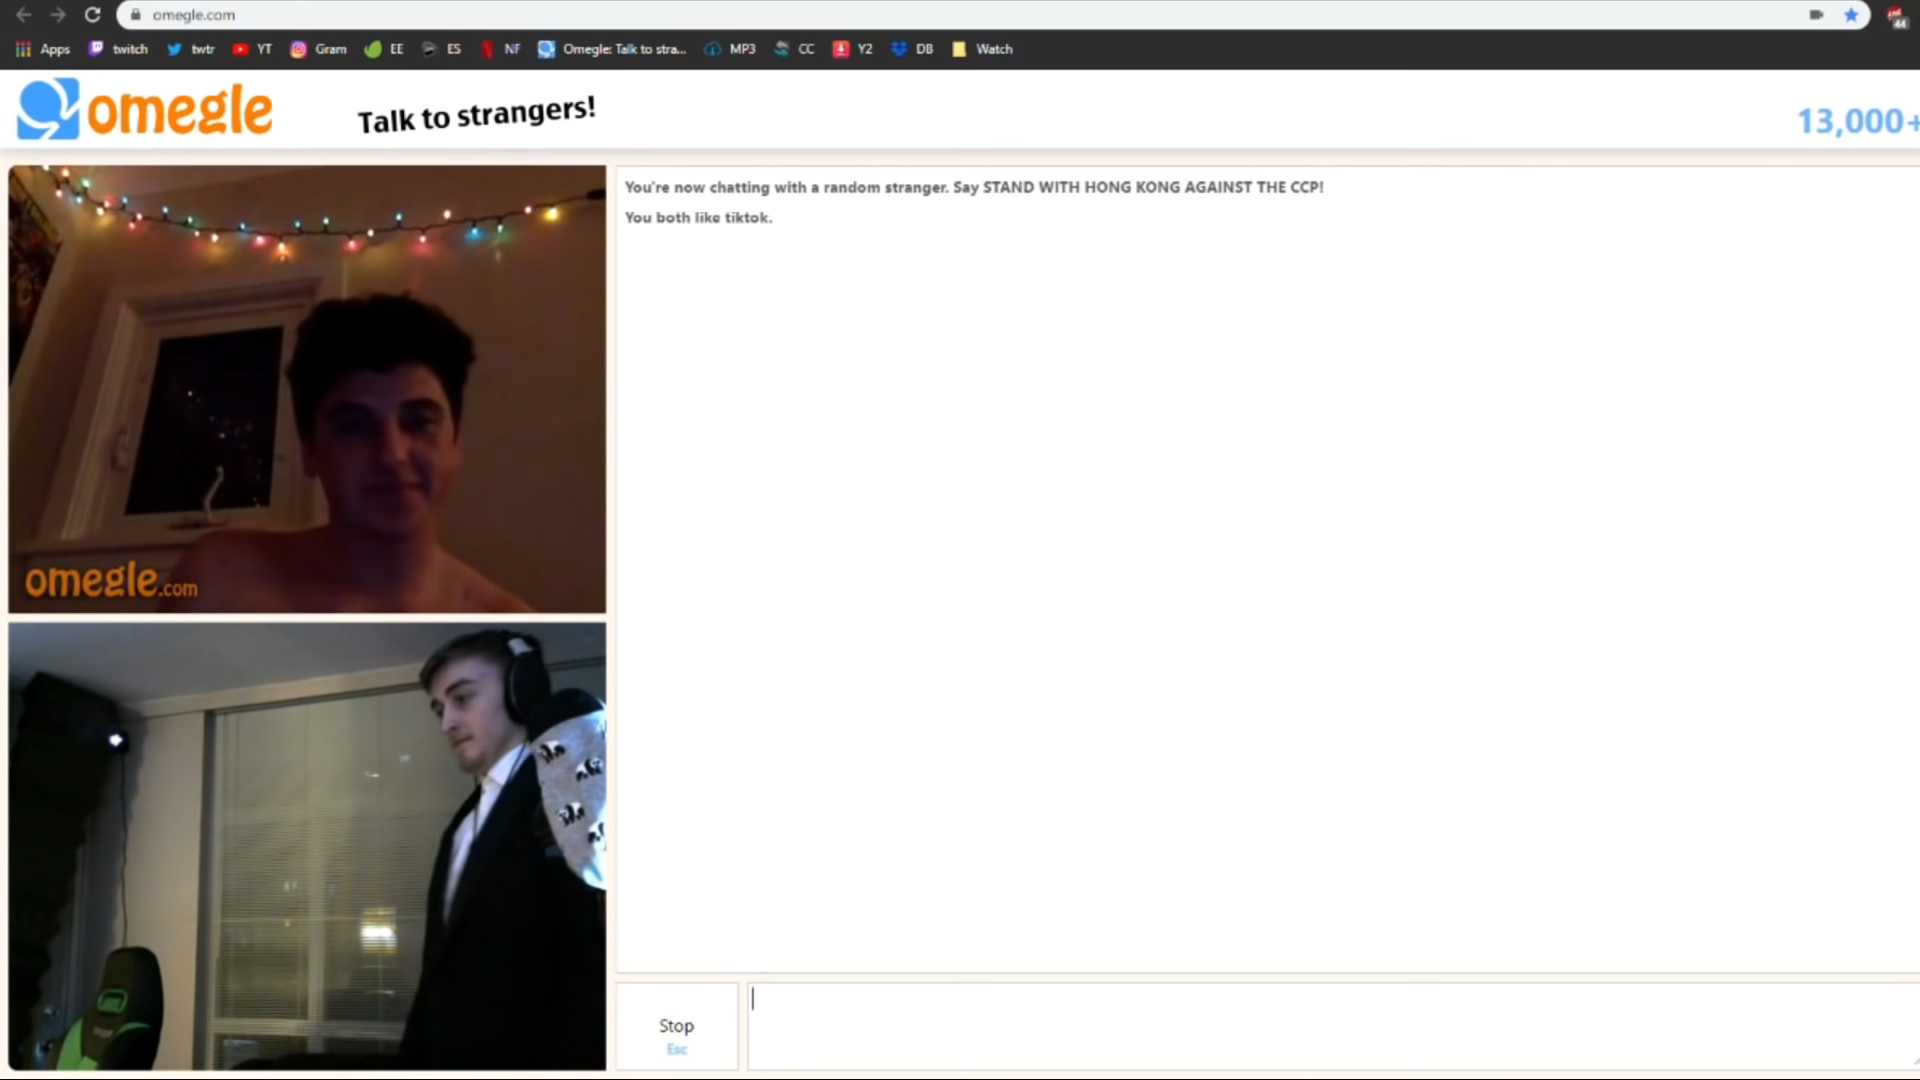 omegle.com
Apps twitch twtr YT Gram EE ES NF Omegle: Talk to stra... MP3 CC Y2 DB Watch
44
omegle
Talk to strangers!
13,000+
You're now chatting with a random stranger. Say STAND WITH HONG KONG AGAINST THE CCP!
You both like tiktok.
omegle.com
Stop
Esc